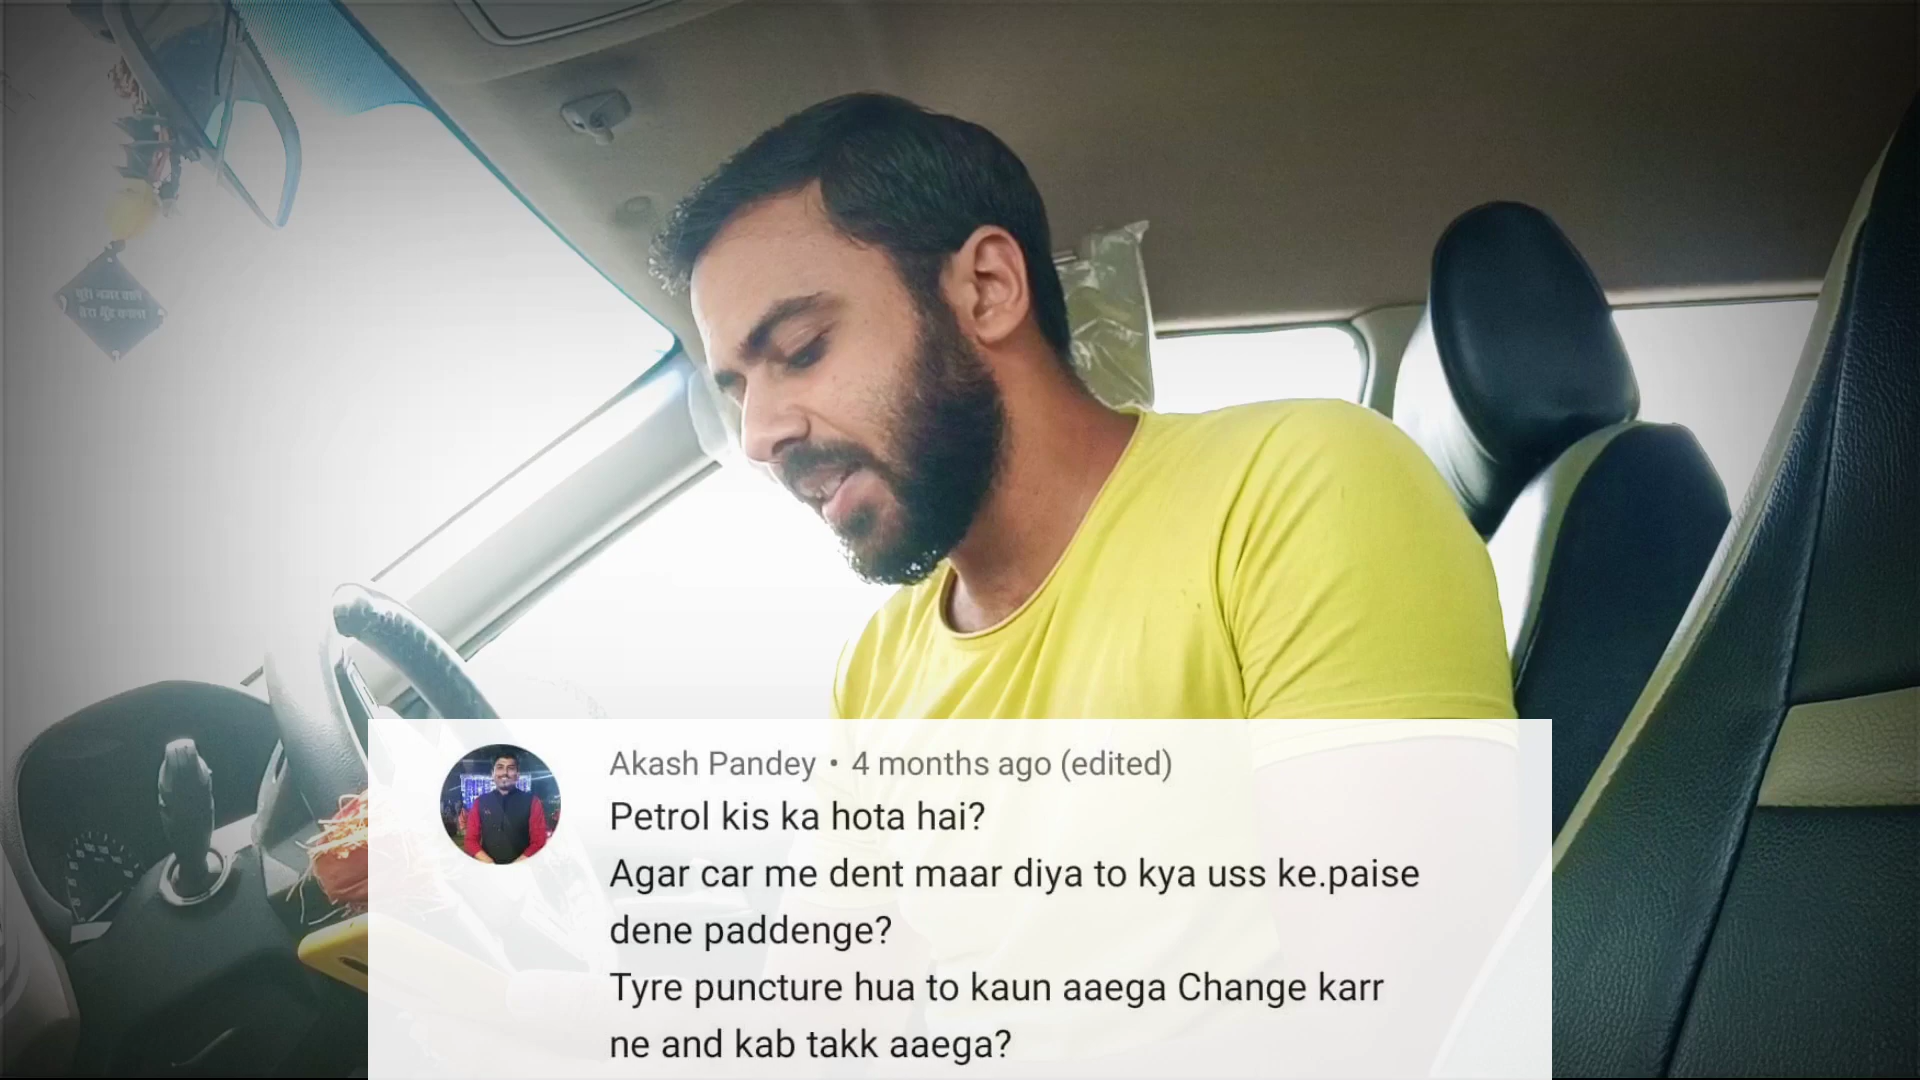 बुरी नजर वाले
तेरा मुँह काला
Akash Pandey • 4 months ago (edited)
Petrol kis ka hota hai?
Agar car me dent maar diya to kya uss ke.paise
dene paddenge?
Tyre puncture hua to kaun aaega Change karr
ne and kab takk aaega?